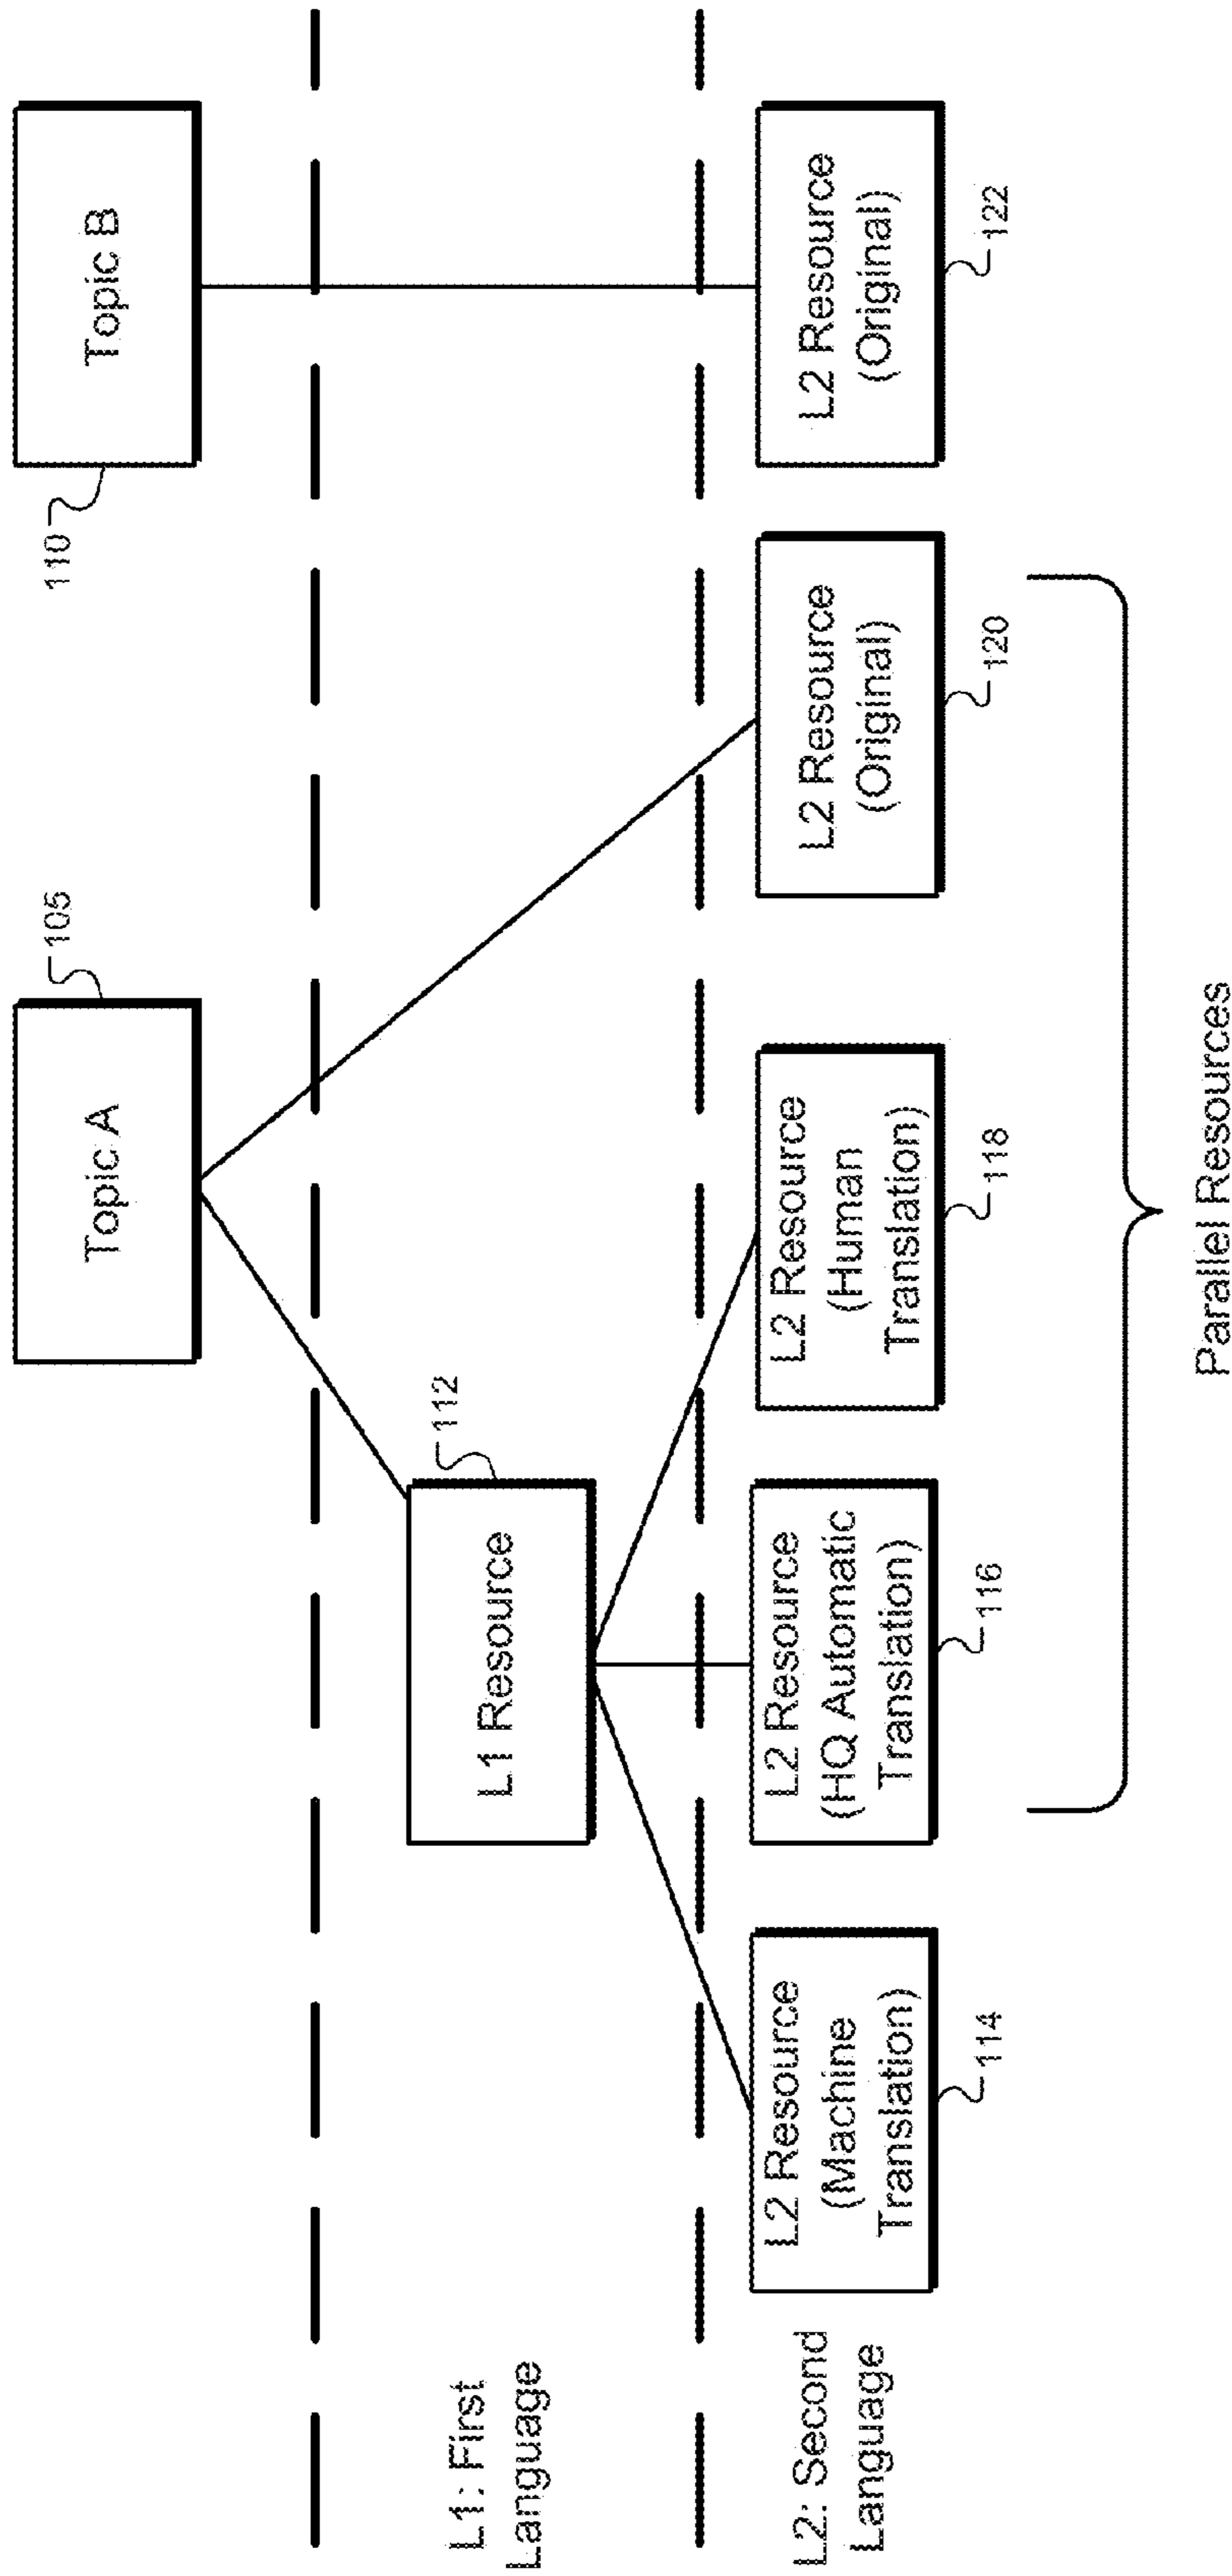 Topic A
105
Topic B
110
L1: First
Language
L1 Resource
112
L2: Second
Language
L2 Resource
(Machine
Translation)
114
L2 Resource
(HQ Automatic
Translation)
116
L2 Resource
(Human
Translation)
118
L2 Resource
(Original)
120
L2 Resource
(Original)
122
Parallel Resources